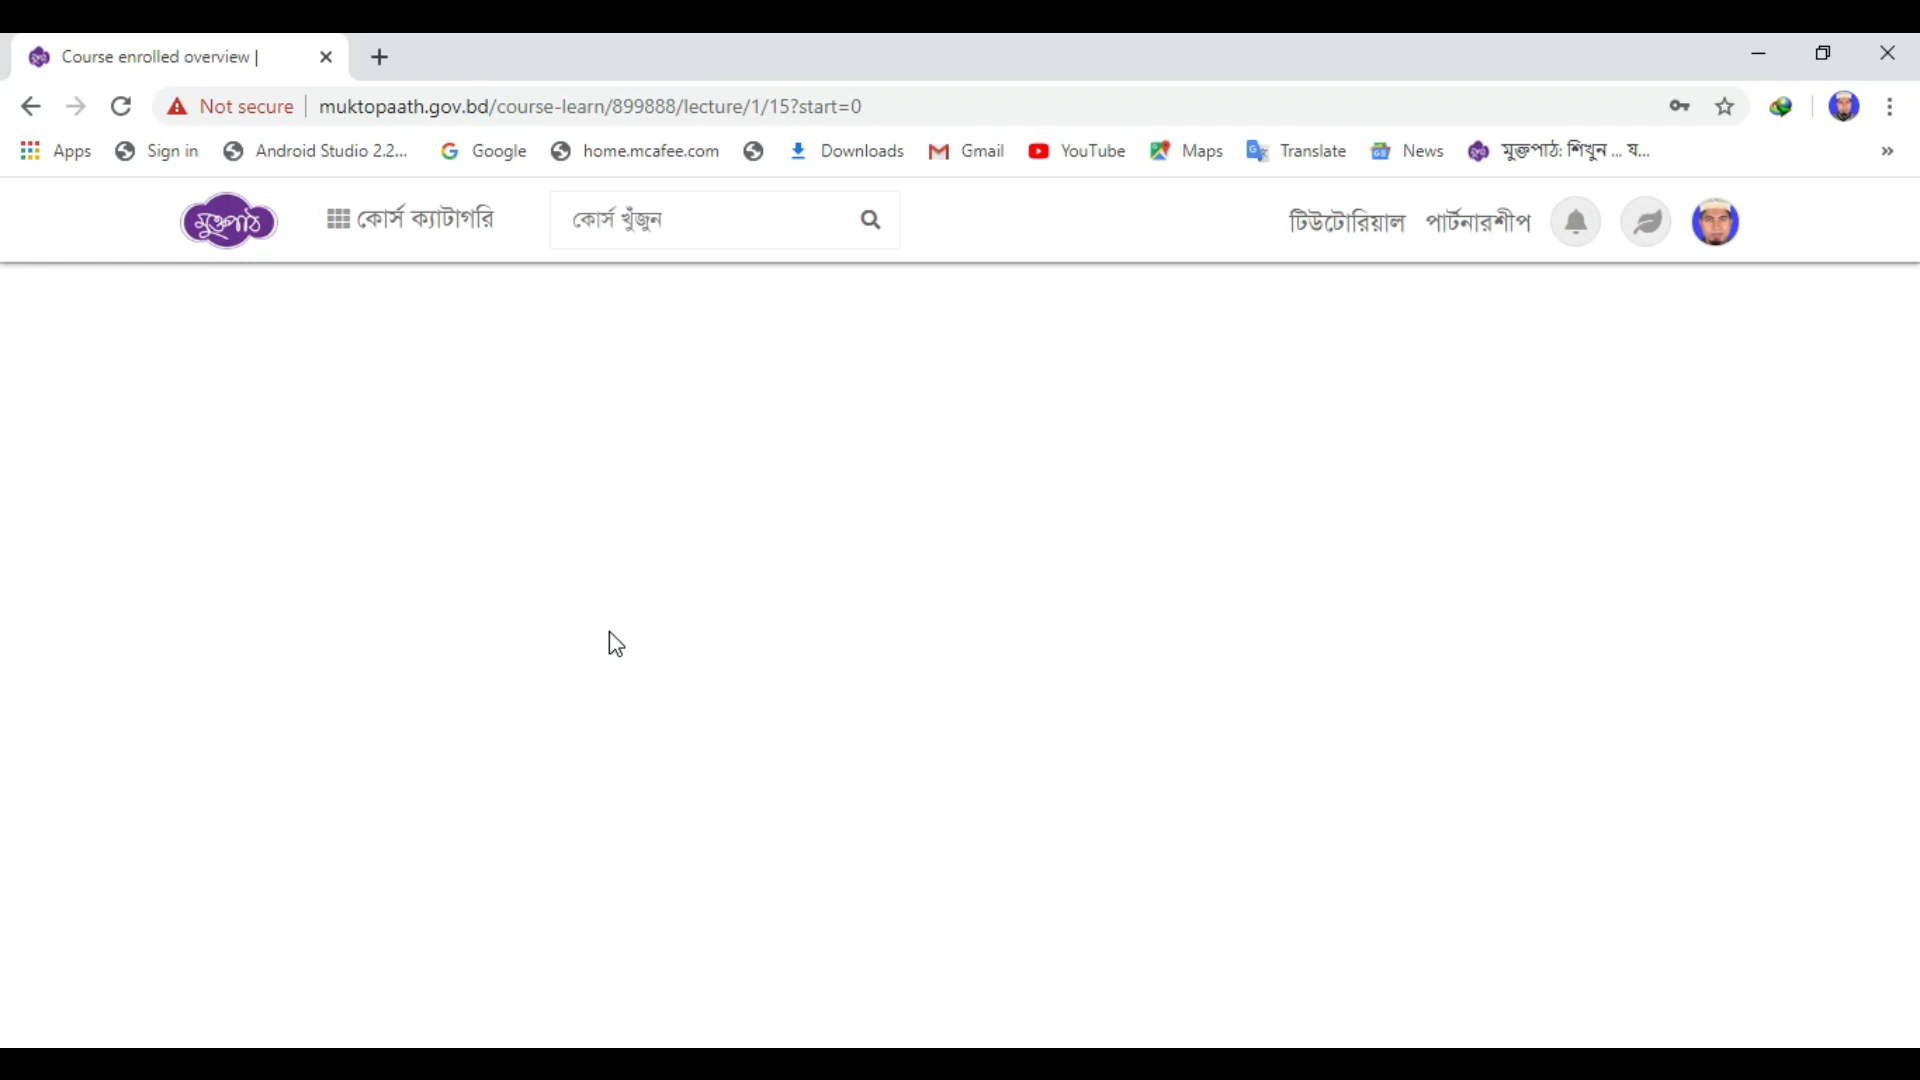 Course enrolled overview |
Not secure muktopaath.gov.bd/course-learn/899888/lecture/1/15?start=0
Apps Sign in Android Studio 2.2... Google home.mcafee.com Downloads Gmail YouTube Maps Translate News মুক্তপাঠ: শিখুন ... য... »
মুক্তপাঠ কোর্স ক্যাটাগরি কোর্স খুঁজুন টিউটোরিয়াল পার্টনারশীপ